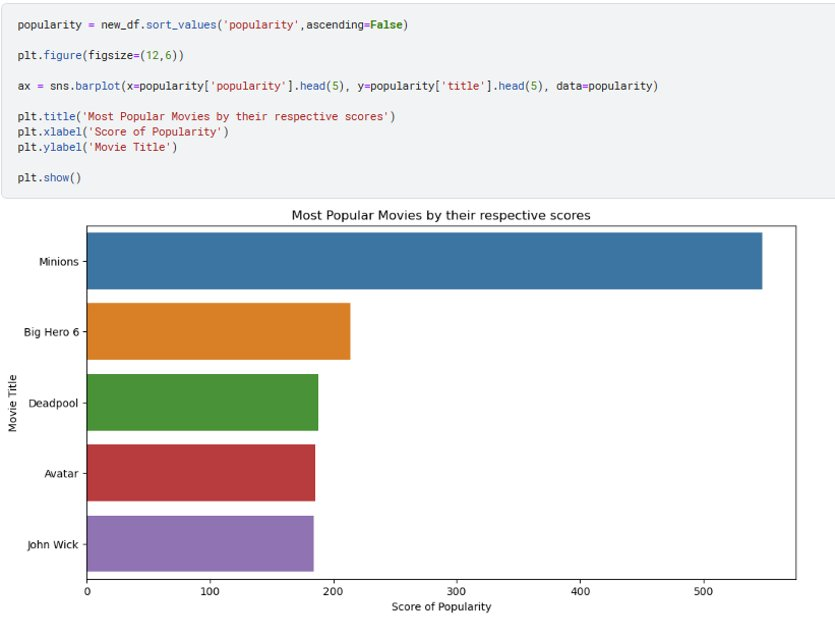 popularity = new_df.sort_values('popularity',ascending=False)
plt.figure(figsize=(12,6))
ax = sns.barplot(x=popularity['popularity'].head(5), y=popularity['title'].head(5), data=popularity)
plt.title('Most Popular Movies by their respective scores')
plt.xlabel('Score of Popularity')
plt.ylabel('Movie Title')
plt.show()
Most Popular Movies by their respective scores
Movie Title
Minions
Big Hero 6
Deadpool
Avatar
John Wick
0 100 200 300 400 500
Score of Popularity